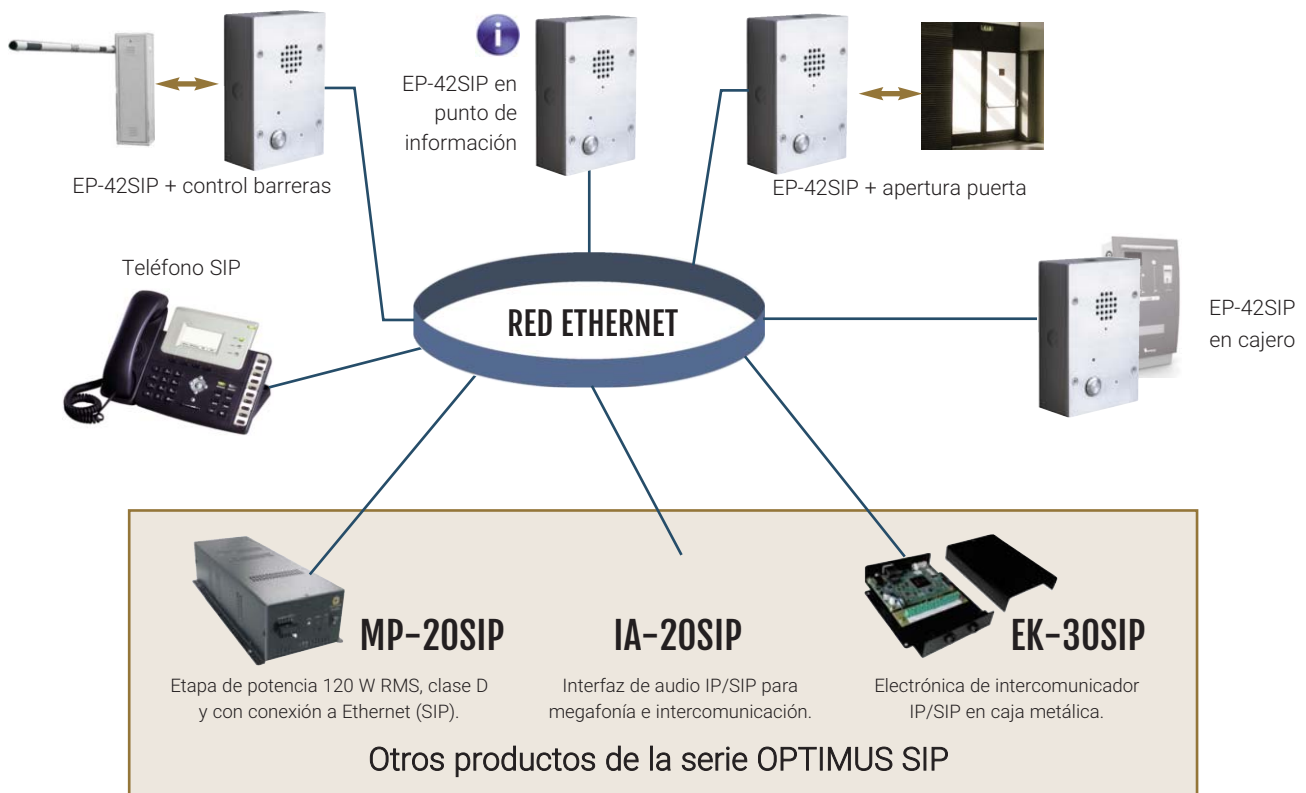 i
EP-42SIP en
punto de
información
EP-42SIP + control barreras
EP-42SIP + apertura puerta
Teléfono SIP
RED ETHERNET
EP-42SIP
en cajero
MP-20SIP
Etapa de potencia 120 W RMS, clase D
y con conexión a Ethernet (SIP).
IA-20SIP
Interfaz de audio IP/SIP para
megafonía e intercomunicación.
EK-30SIP
Electrónica de intercomunicador
IP/SIP en caja metálica.
Otros productos de la serie OPTIMUS SIP